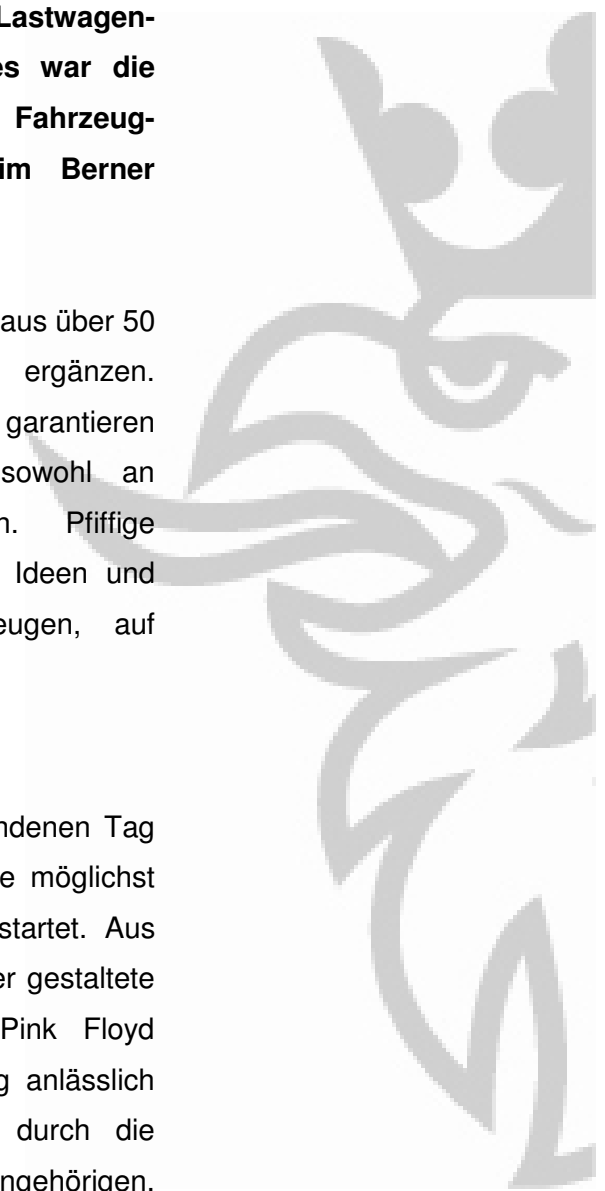 Lastwagen-
es war die
Fahrzeug-
im Berner
aus über 50
ergänzen.
garantieren
sowohl an
n. Pfiffige
Ideen und
eugen, auf
ndenen Tag
e möglichst
startet. Aus
er gestaltete
Pink Floyd
g anlässlich
durch die
ngehörigen.